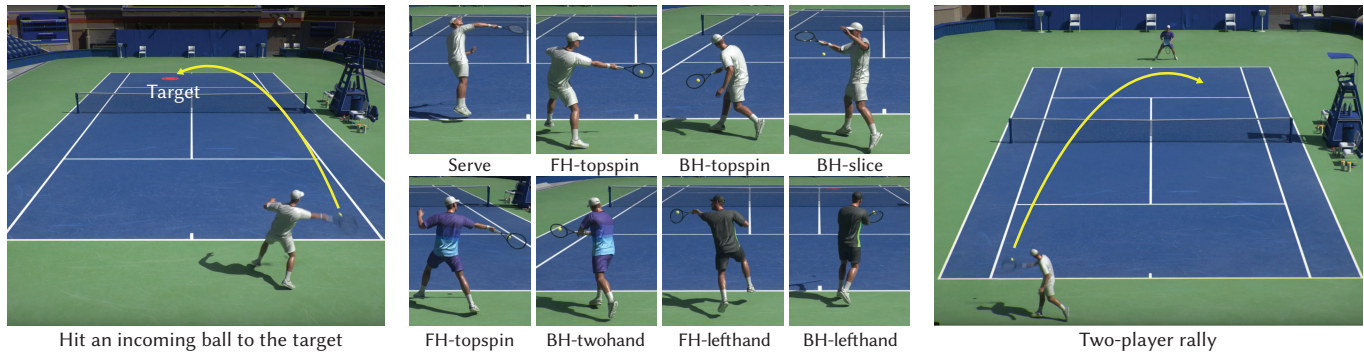 Target
Serve
FH-topspin
BH-topspin
BH-slice
FH-topspin
BH-twohand
FH-lefthand
BH-lefthand
Hit an incoming ball to the target
Two-player rally